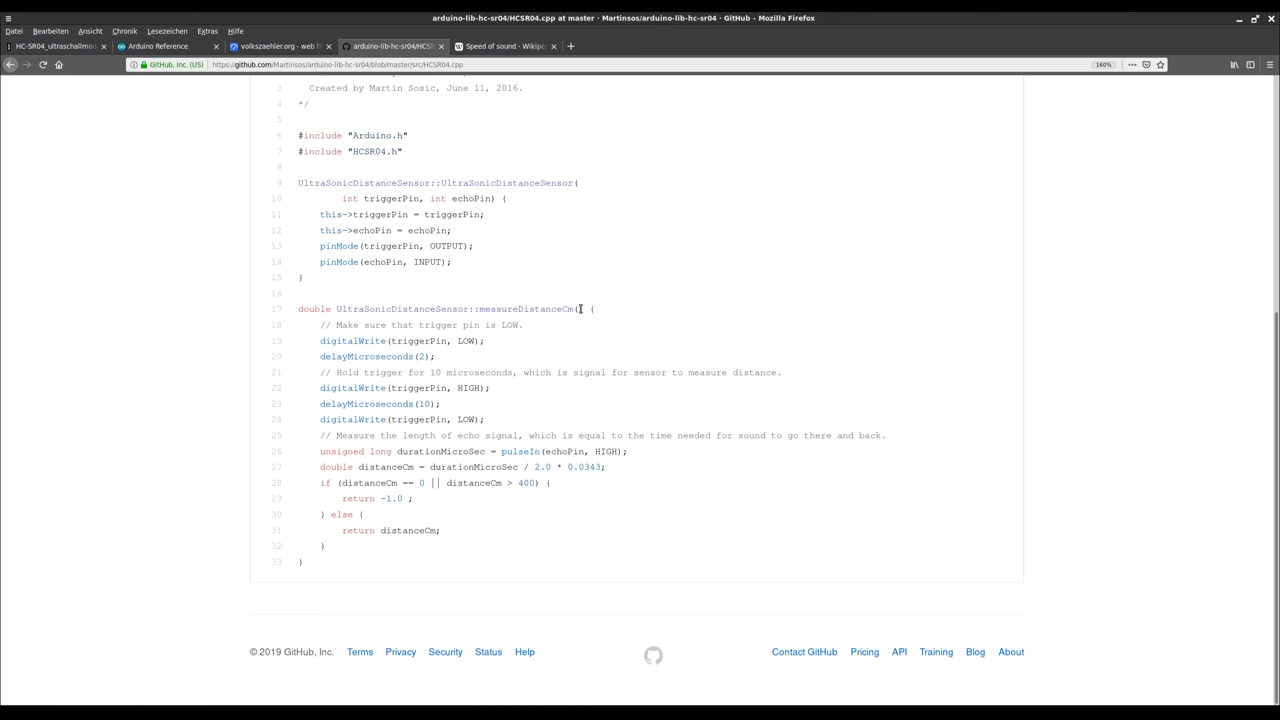 arduino-lib-hc-sr04/HCSR04.cpp at master · Martinsos/arduino-lib-hc-sr04 · GitHub - Mozilla Firefox
Datei Bearbeiten Ansicht Chronik Lesezeichen Extras Hilfe
HC-SR04_ultraschallmod Arduino Reference volkszaehler.org - web f arduino-lib-hc-sr04/HCSR Speed of sound - Wikipe
GitHub, Inc. (US) https://github.com/Martinsos/arduino-lib-hc-sr04/blob/master/src/HCSR04.cpp 160%
3 Created by Martin Sosic, June 11, 2016.
4 */
5
6 #include "Arduino.h"
7 #include "HCSR04.h"
8
9 UltraSonicDistanceSensor::UltraSonicDistanceSensor(
10 int triggerPin, int echoPin) {
11 this->triggerPin = triggerPin;
12 this->echoPin = echoPin;
13 pinMode(triggerPin, OUTPUT);
14 pinMode(echoPin, INPUT);
15 }
16
17 double UltraSonicDistanceSensor::measureDistanceCm() {
18 // Make sure that trigger pin is LOW.
19 digitalWrite(triggerPin, LOW);
20 delayMicroseconds(2);
21 // Hold trigger for 10 microseconds, which is signal for sensor to measure distance.
22 digitalWrite(triggerPin, HIGH);
23 delayMicroseconds(10);
24 digitalWrite(triggerPin, LOW);
25 // Measure the length of echo signal, which is equal to the time needed for sound to go there and back.
26 unsigned long durationMicroSec = pulseIn(echoPin, HIGH);
27 double distanceCm = durationMicroSec / 2.0 * 0.0343;
28 if (distanceCm == 0 || distanceCm > 400) {
29 return -1.0 ;
30 } else {
31 return distanceCm;
32 }
33 }
© 2019 GitHub, Inc. Terms Privacy Security Status Help Contact GitHub Pricing API Training Blog About